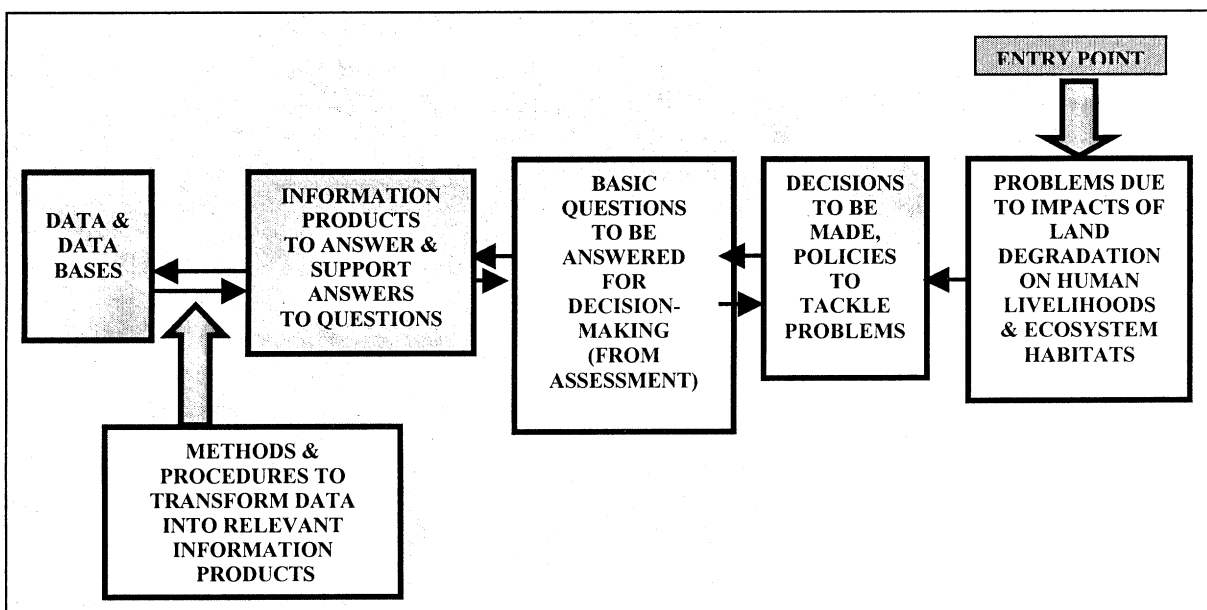 ENTRY POINT
DATA &
DATA
BASES
INFORMATION
PRODUCTS
TO ANSWER &
SUPPORT
ANSWERS
TO QUESTIONS
BASIC
QUESTIONS
TO BE
ANSWERED
FOR
DECISION-
MAKING
(FROM
ASSESSMENT)
DECISIONS
TO BE
MADE,
POLICIES
TO
TACKLE
PROBLEMS
PROBLEMS DUE
TO IMPACTS OF
LAND
DEGRADATION
ON HUMAN
LIVELIHOODS
& ECOSYSTEM
HABITATS
METHODS &
PROCEDURES TO
TRANSFORM DATA
INTO RELEVANT
INFORMATION
PRODUCTS